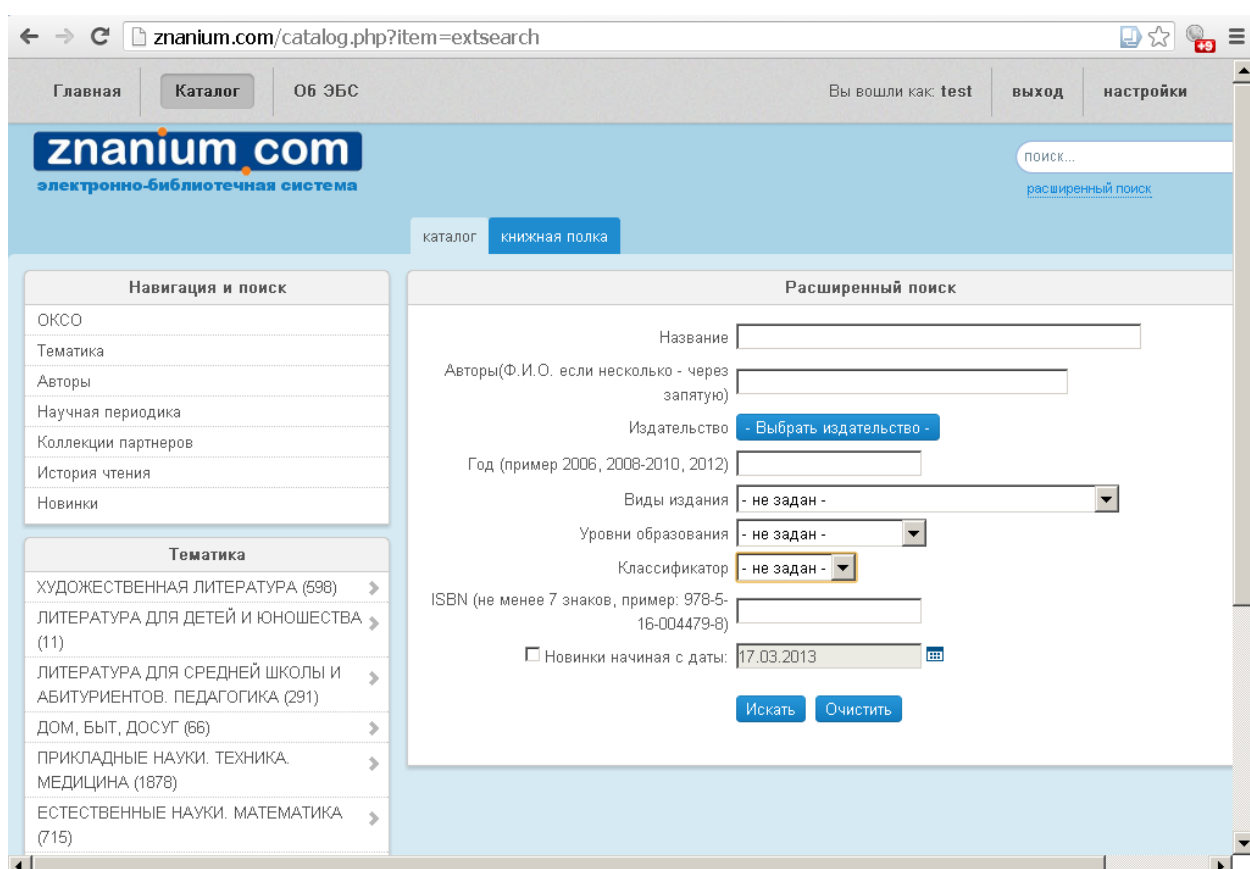 znanium.com/catalog.php?item=extsearch
+9
Главная Каталог Об ЭБС Вы вошли как: test выход настройки
znanium.com
электронно-библиотечная система
поиск...
расширенный поиск
каталог книжная полка
Навигация и поиск
ОКСО
Тематика
Авторы
Научная периодика
Коллекции партнеров
История чтения
Новинки
Тематика
ХУДОЖЕСТВЕННАЯ ЛИТЕРАТУРА (598)
ЛИТЕРАТУРА ДЛЯ ДЕТЕЙ И ЮНОШЕСТВА
(11)
ЛИТЕРАТУРА ДЛЯ СРЕДНЕЙ ШКОЛЫ И
АБИТУРИЕНТОВ. ПЕДАГОГИКА (291)
ДОМ, БЫТ, ДОСУГ (66)
ПРИКЛАДНЫЕ НАУКИ. ТЕХНИКА.
МЕДИЦИНА (1878)
ЕСТЕСТВЕННЫЕ НАУКИ. МАТЕМАТИКА
(715)
Расширенный поиск
Название
Авторы(Ф.И.О. если несколько - через
запятую)
Издательство - Выбрать издательство -
Год (пример 2006, 2008-2010, 2012)
Виды издания - не задан -
Уровни образования - не задан -
Классификатор - не задан -
ISBN (не менее 7 знаков, пример: 978-5-
16-004479-8)
Новинки начиная с даты: 17.03.2013
Искать Очистить